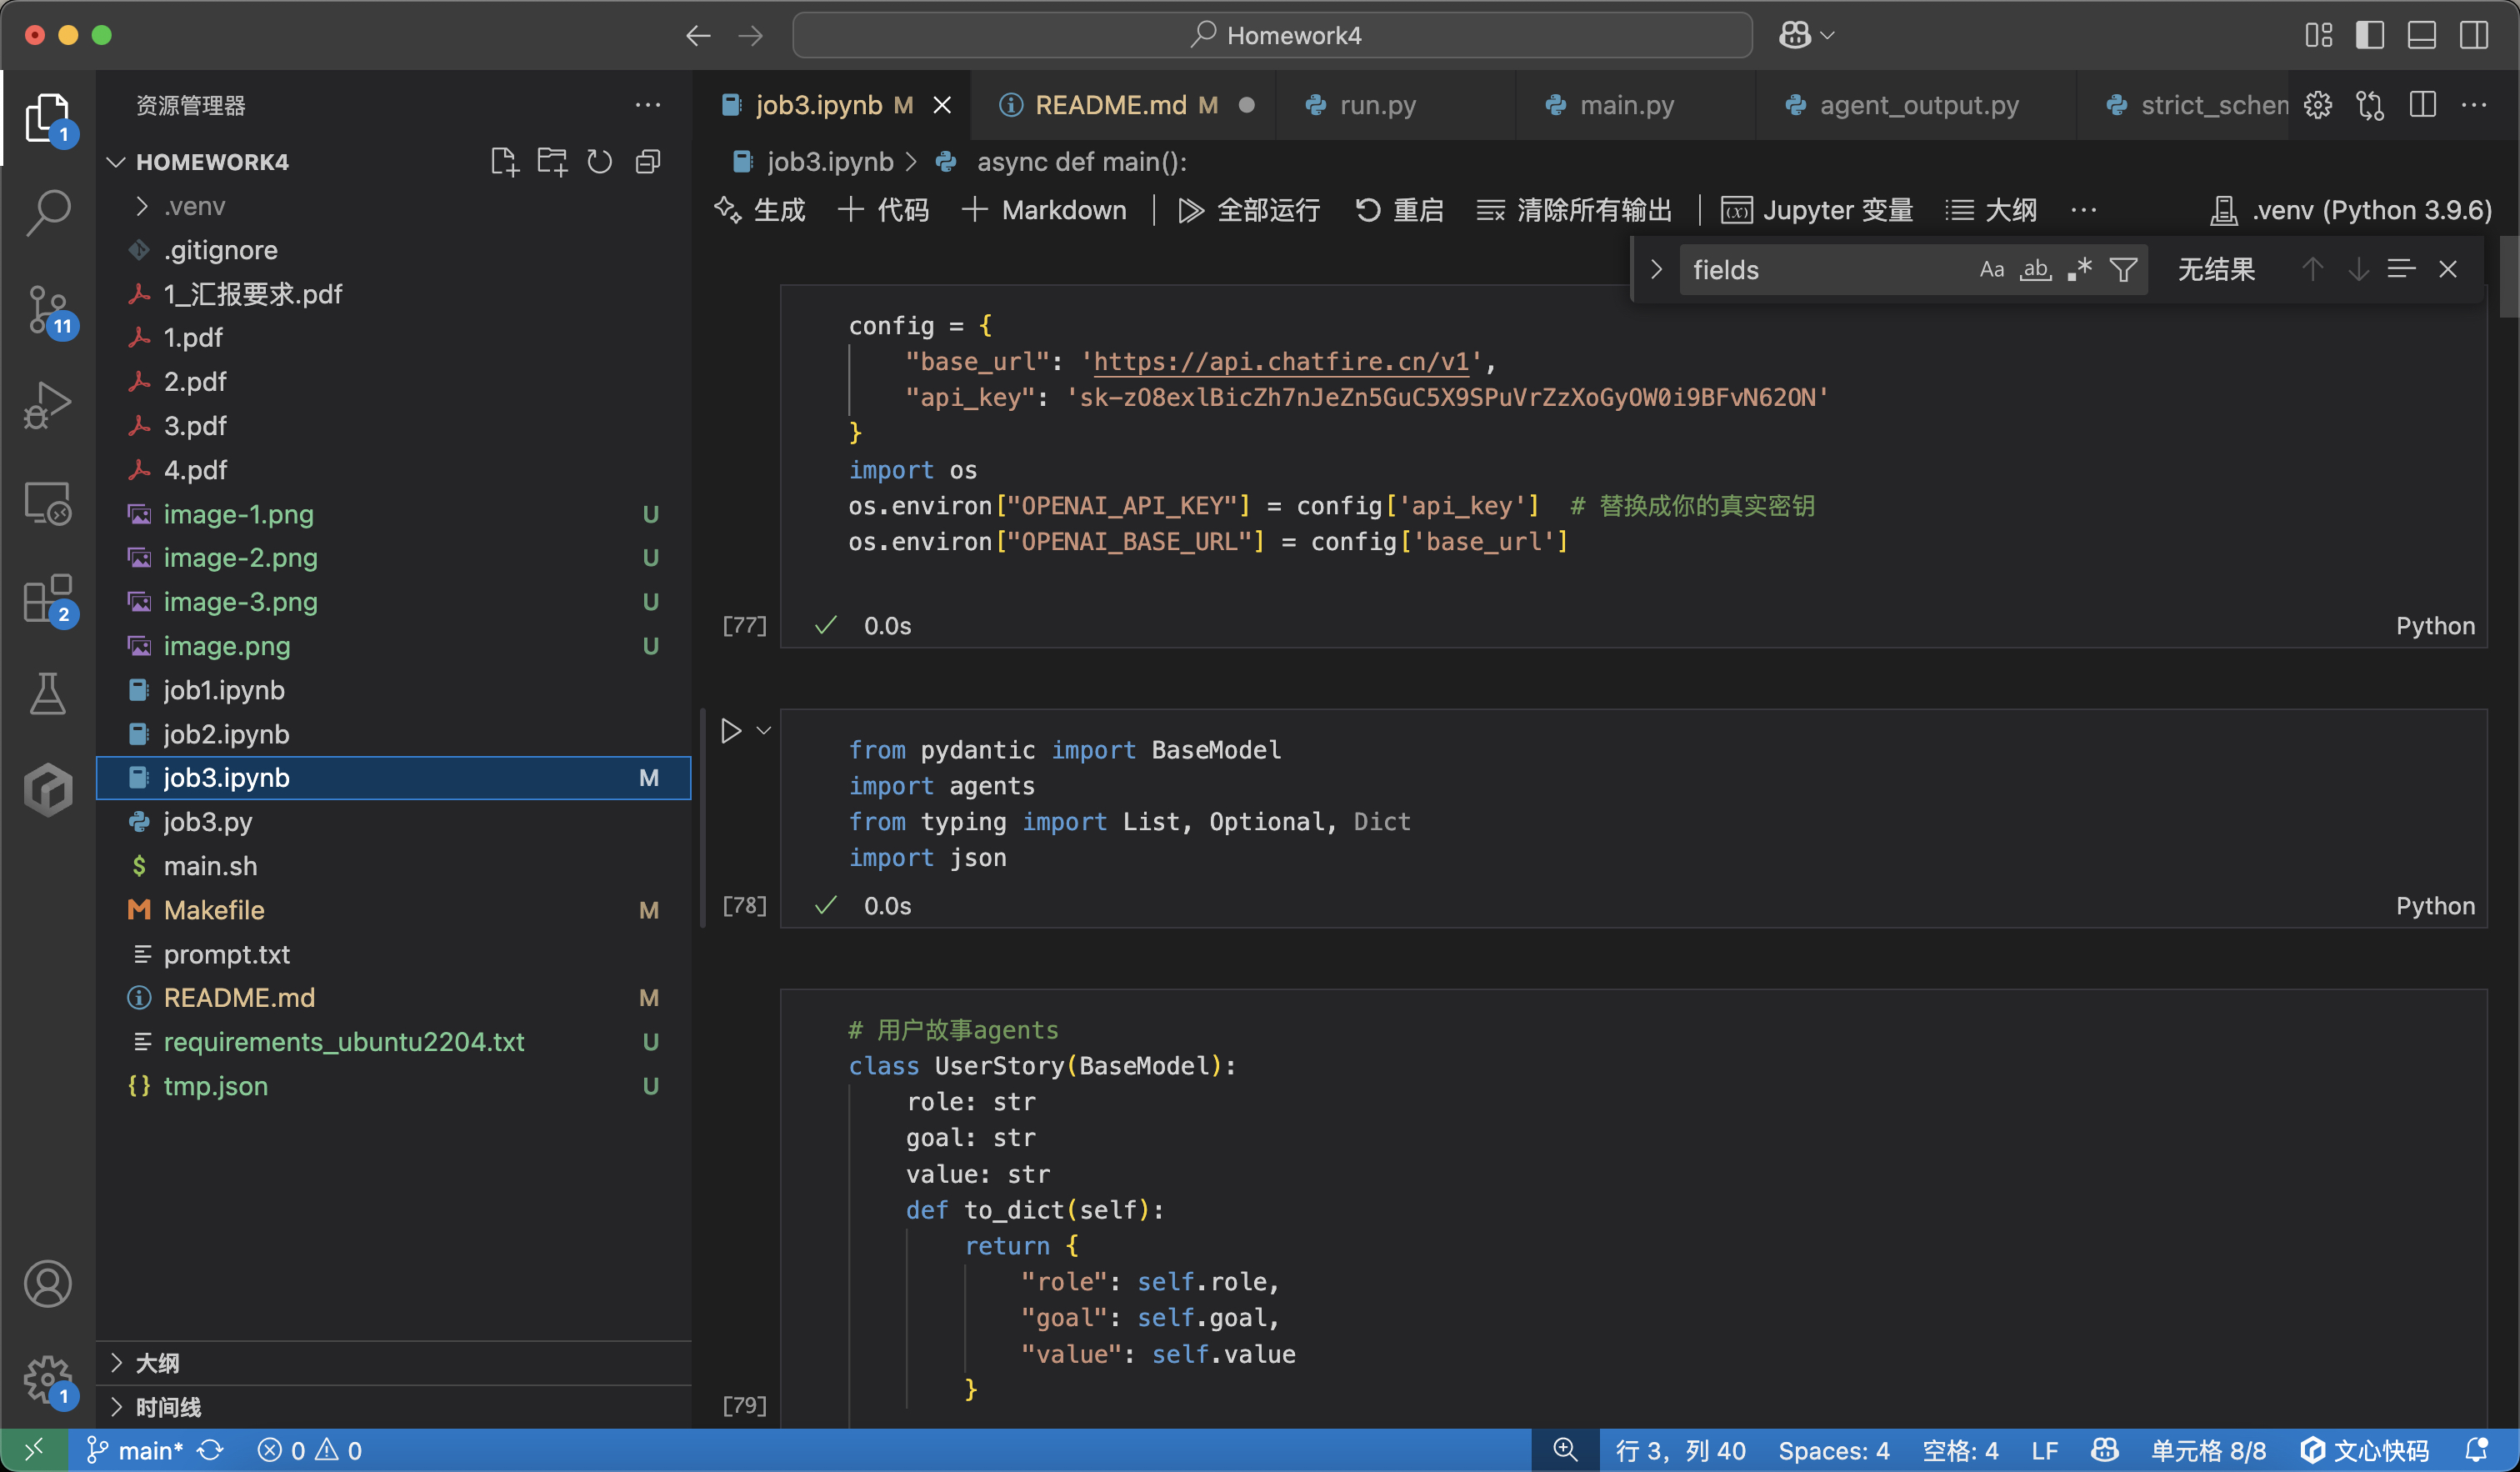 Homework4
资源管理器
HOMEWORK4
.venv
.gitignore
1_汇报要求.pdf
1.pdf
2.pdf
3.pdf
4.pdf
image-1.png U
image-2.png U
image-3.png U
image.png U
job1.ipynb
job2.ipynb
job3.ipynb M
job3.py
main.sh
Makefile M
prompt.txt
README.md M
requirements_ubuntu2204.txt U
tmp.json U
大纲
时间线
1
11
2
1
job3.ipynb M README.md M run.py main.py agent_output.py strict_schen
job3.ipynb > async def main():
生成 代码 Markdown 全部运行 重启 清除所有输出 Jupyter 变量 大纲 .venv (Python 3.9.6)
fields Aa ab .* 无结果
config = {
"base_url": 'https://api.chatfire.cn/v1',
"api_key": 'sk-zO8exlBicZh7nJeZn5GuC5X9SPuVrZzXoGyOW0i9BFvN62ON'
}
import os
os.environ["OPENAI_API_KEY"] = config['api_key']  # 替换成你的真实密钥
os.environ["OPENAI_BASE_URL"] = config['base_url']
[77] 0.0s Python
from pydantic import BaseModel
import agents
from typing import List, Optional, Dict
import json
[78] 0.0s Python
# 用户故事agents
class UserStory(BaseModel):
role: str
goal: str
value: str
def to_dict(self):
return {
"role": self.role,
"goal": self.goal,
"value": self.value
}
[79]
main* 0 0 行 3，列 40 Spaces: 4 空格: 4 LF 单元格 8/8 文心快码